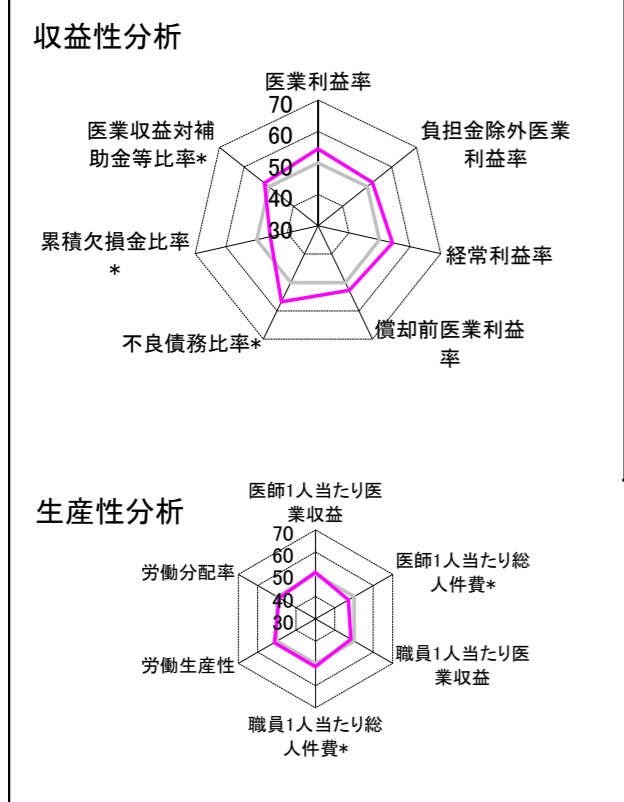 収益性分析
医業利益率
70
60
50
40
30
負担金除外医業
利益率
経常利益率
償却前医業利益
率
不良債務比率*
累積欠損金比率
*
医業収益対補
助金等比率*
生産性分析
医師1人当たり医
業収益
70
60
50
40
30
医師1人当たり総
人件費*
職員1人当たり医
業収益
職員1人当たり総
人件費*
労働生産性
労働分配率